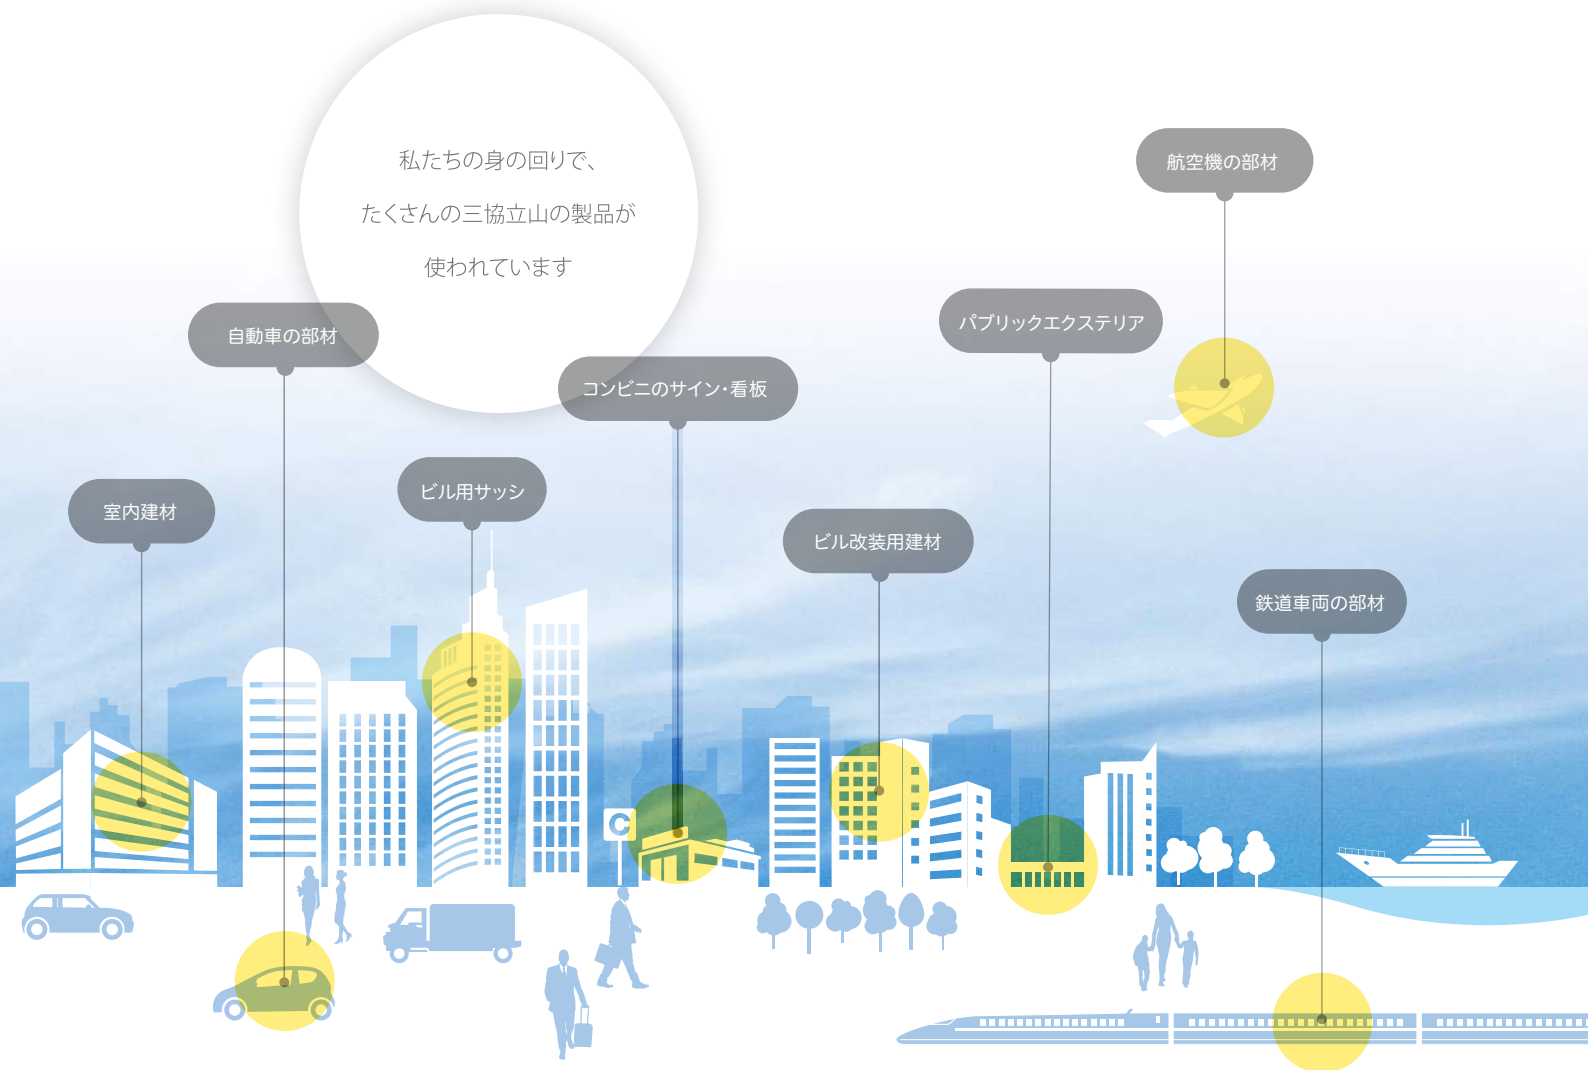 私たちの身の回りで、
たくさんの三協立山の製品が
使われています
航空機の部材
自動車の部材
パブリックエクステリア
コンビニのサイン・看板
ビル用サッシ
室内建材
ビル改装用建材
鉄道車両の部材
C